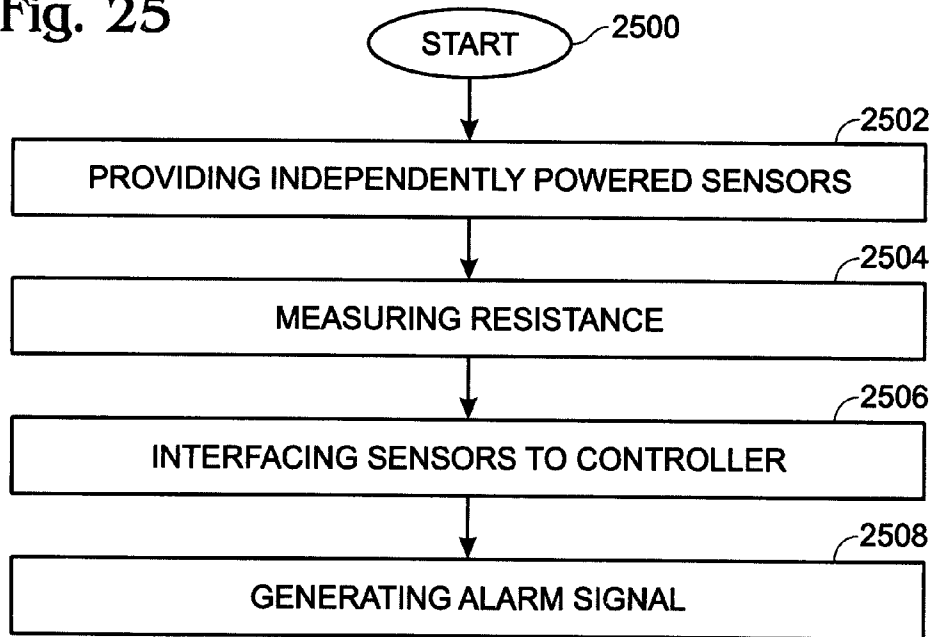 Fig. 25
START
2500
2502
PROVIDING INDEPENDENTLY POWERED SENSORS
2504
MEASURING RESISTANCE
2506
INTERFACING SENSORS TO CONTROLLER
2508
GENERATING ALARM SIGNAL